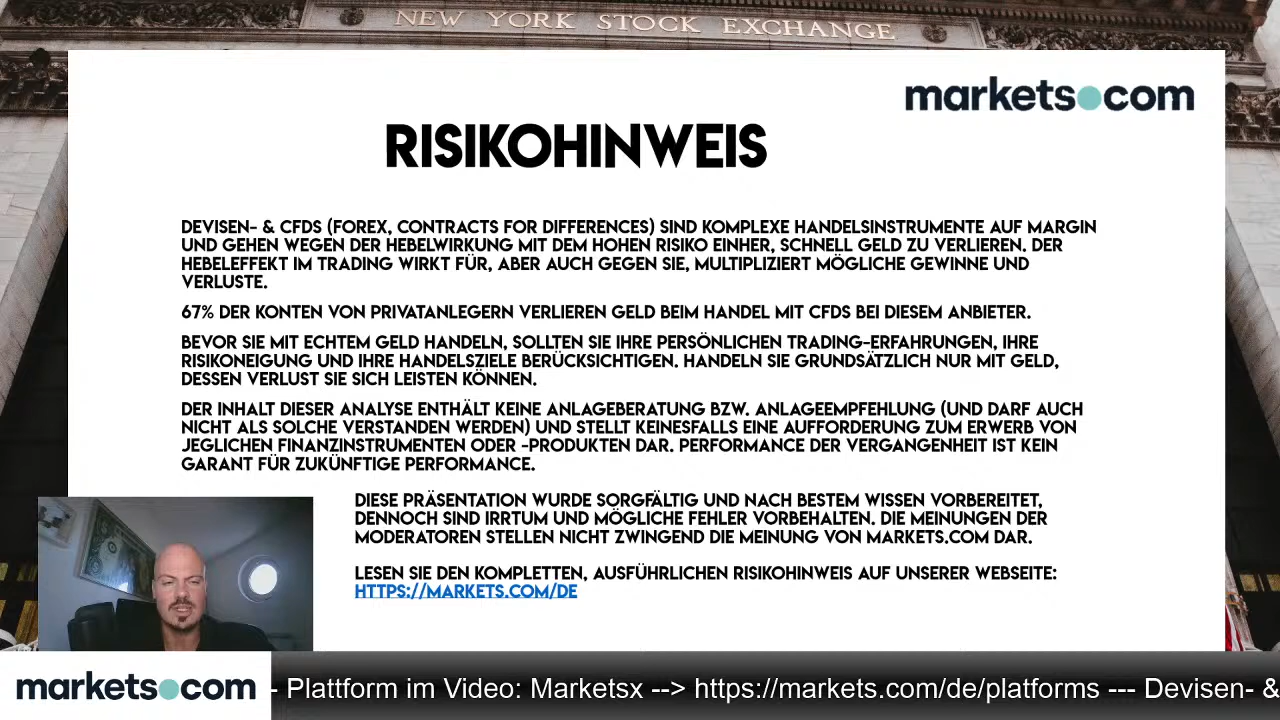 NEW YORK STOCK EXCHANGE
markets.com
RISIKOHINWEIS
DEVISEN- & CFDS (FOREX, CONTRACTS FOR DIFFERENCES) SIND KOMPLEXE HANDELSINSTRUMENTE AUF MARGIN
UND GEHEN WEGEN DER HEBELWIRKUNG MIT DEM HOHEN RISIKO EINHER, SCHNELL GELD ZU VERLIEREN. DER
HEBELEFFEKT IM TRADING WIRKT FÜR, ABER AUCH GEGEN SIE, MULTIPLIZIERT MÖGLICHE GEWINNE UND
VERLUSTE.
67% DER KONTEN VON PRIVATANLEGERN VERLIEREN GELD BEIM HANDEL MIT CFDS BEI DIESEM ANBIETER.
BEVOR SIE MIT ECHTEM GELD HANDELN, SOLLTEN SIE IHRE PERSÖNLICHEN TRADING-ERFAHRUNGEN, IHRE
RISIKONEIGUNG UND IHRE HANDELSZIELE BERÜCKSICHTIGEN. HANDELN SIE GRUNDSÄTZLICH NUR MIT GELD,
DESSEN VERLUST SIE SICH LEISTEN KÖNNEN.
DER INHALT DIESER ANALYSE ENTHÄLT KEINE ANLAGEBERATUNG BZW. ANLAGEEMPFEHLUNG (UND DARF AUCH
NICHT ALS SOLCHE VERSTANDEN WERDEN) UND STELLT KEINESFALLS EINE AUFFORDERUNG ZUM ERWERB VON
JEGLICHEN FINANZINSTRUMENTEN ODER -PRODUKTEN DAR. PERFORMANCE DER VERGANGENHEIT IST KEIN
GARANT FÜR ZUKÜNFTIGE PERFORMANCE.
DIESE PRÄSENTATION WURDE SORGFÄLTIG UND NACH BESTEM WISSEN VORBEREITET,
DENNOCH SIND IRRTUM UND MÖGLICHE FEHLER VORBEHALTEN. DIE MEINUNGEN DER
MODERATOREN STELLEN NICHT ZWINGEND DIE MEINUNG VON MARKETS.COM DAR.
LESEN SIE DEN KOMPLETTEN, AUSFÜHRLICHEN RISIKOHINWEIS AUF UNSERER WEBSEITE:
HTTPS://MARKETS.COM/DE
markets.com
- Plattform im Video: Marketsx --> https://markets.com/de/platforms --- Devisen- &